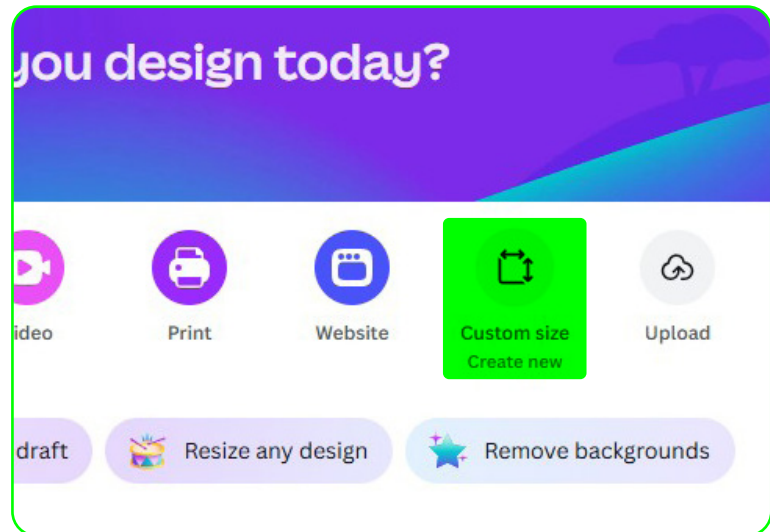 you design today?
ideo
Print
Website
Custom size
Upload
Create new
draft
Resize any design
Remove backgrounds